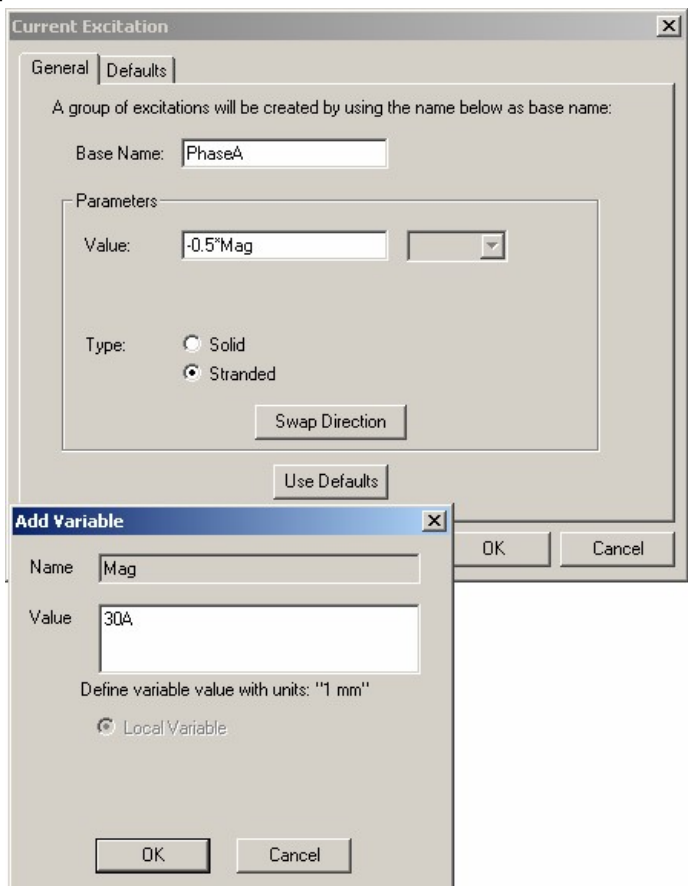 Current Excitation
General Defaults
A group of excitations will be created by using the name below as base name:
Base Name: PhaseA
Parameters
Value: -0.5*Mag
Type: Solid
Stranded
Swap Direction
Use Defaults
OK Cancel
Add Variable
Name Mag
Value 30A
Define variable value with units: "1 mm"
Local Variable
OK Cancel